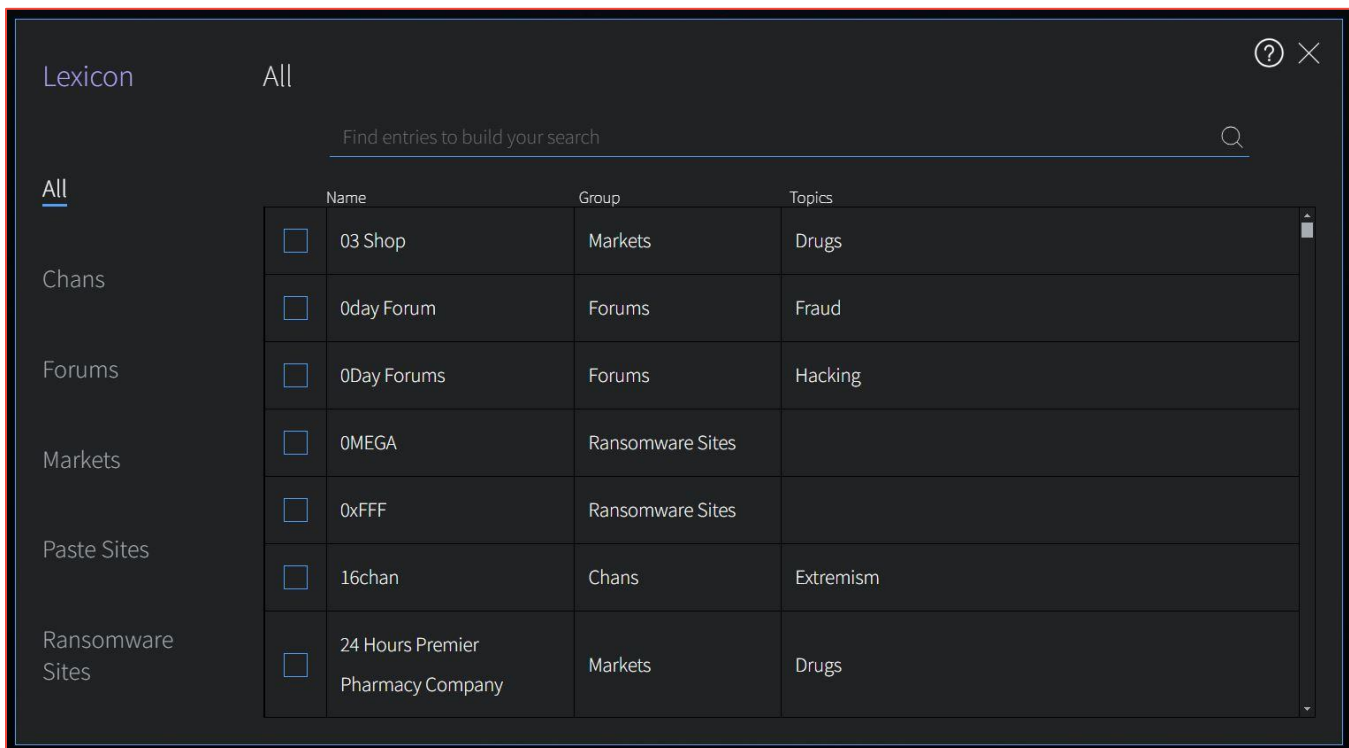 Lexicon
All
?
Find entries to build your search
All
Chans
Forums
Markets
Paste Sites
Ransomware
Sites
Name Group Topics
03 Shop Markets Drugs
0day Forum Forums Fraud
0Day Forums Forums Hacking
0MEGA Ransomware Sites
0xFFF Ransomware Sites
16chan Chans Extremism
24 Hours Premier
Pharmacy Company Markets Drugs